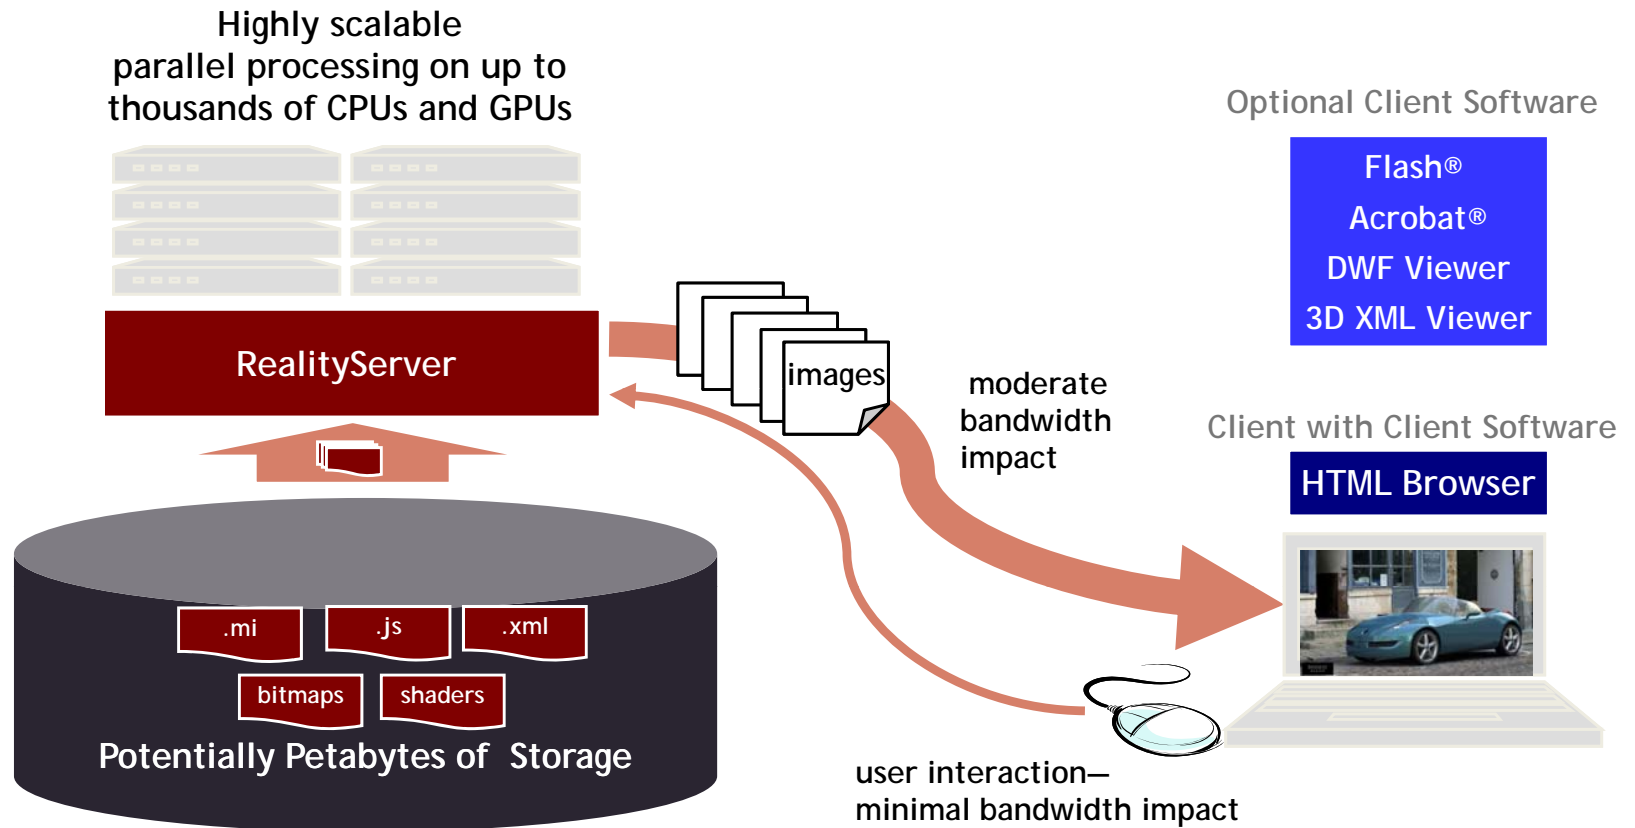 Highly scalable
parallel processing on up to
thousands of CPUs and GPUs
RealityServer
.mi
.js
.xml
bitmaps
shaders
Potentially Petabytes of Storage
images
moderate
bandwidth
impact
user interaction—
minimal bandwidth impact
Optional Client Software
Flash®
Acrobat®
DWF Viewer
3D XML Viewer
Client with Client Software
HTML Browser